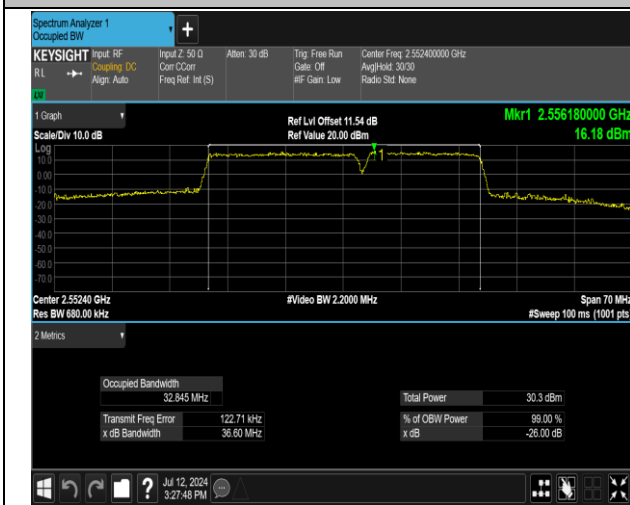 Spectrum Analyzer 1
Occupied BW
+
KEYSIGHT Input: RF Input Z: 50 Ω Atten: 30 dB Trig: Free Run Center Freq: 2.552400000 GHz
RL Coupling: DC Corr CCorr Gate: Off Avg|Hold: 30/30
Align: Auto Freq Ref: Int (S) #IF Gain: Low Radio Std: None
1 Graph Ref Lvl Offset 11.54 dB Mkr1 2.556180000 GHz
Scale/Div 10.0 dB Ref Value 20.00 dBm 16.18 dBm
Log
10.0
1
0.00
-10.0
-20.0
-30.0
-40.0
-50.0
-60.0
-70.0
Center 2.55240 GHz #Video BW 2.2000 MHz Span 70 MHz
Res BW 680.00 kHz #Sweep 100 ms (1001 pts
2 Metrics
Occupied Bandwidth
32.845 MHz Total Power 30.3 dBm
Transmit Freq Error 122.71 kHz % of OBW Power 99.00 %
x dB Bandwidth 36.60 MHz x dB -26.00 dB
? Jul 12, 2024
3:27:48 PM